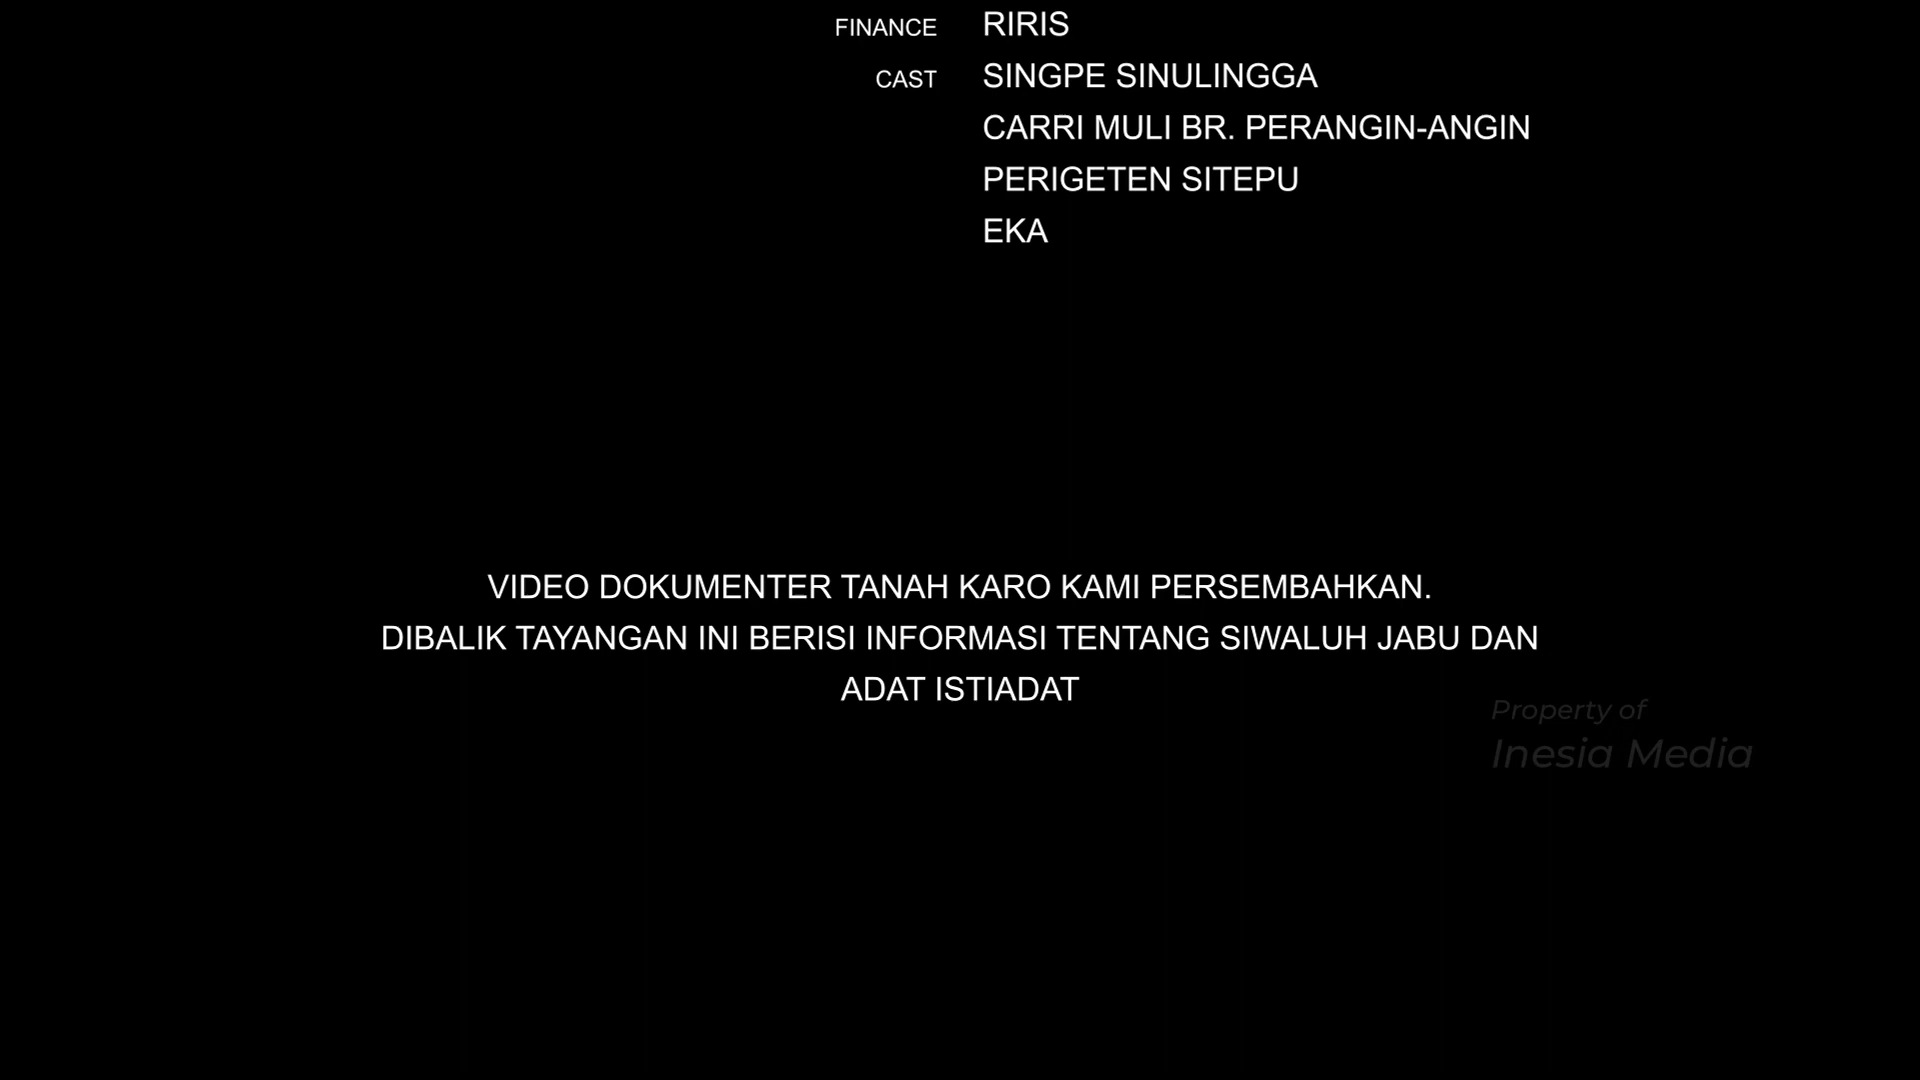 FINANCE RIRIS
CAST SINGPE SINULINGGA
CARRI MULI BR. PERANGIN-ANGIN
PERIGETEN SITEPU
EKA
VIDEO DOKUMENTER TANAH KARO KAMI PERSEMBAHKAN.
DIBALIK TAYANGAN INI BERISI INFORMASI TENTANG SIWALUH JABU DAN
ADAT ISTIADAT
Property of
Inesia Media